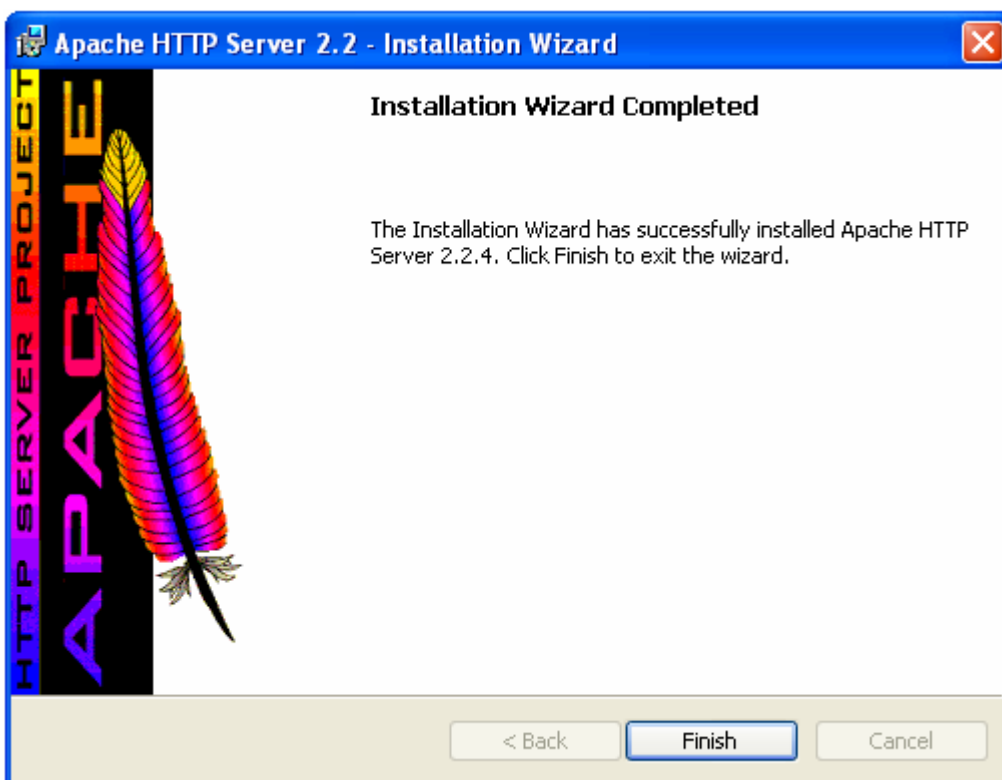 Apache HTTP Server 2.2 - Installation Wizard
HTTP SERVER PROJECT
APACHE
Installation Wizard Completed
The Installation Wizard has successfully installed Apache HTTP
Server 2.2.4. Click Finish to exit the wizard.
< Back
Finish
Cancel